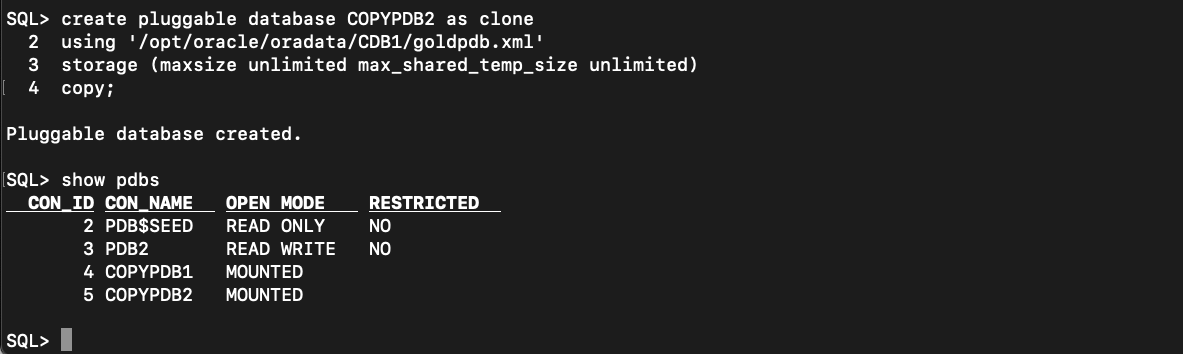 SQL> create pluggable database COPYPDB2 as clone
  2  using '/opt/oracle/oradata/CDB1/goldpdb.xml'
  3  storage (maxsize unlimited max_shared_temp_size unlimited)
[ 4  copy;

Pluggable database created.

[SQL> show pdbs
  CON_ID CON_NAME   OPEN MODE    RESTRICTED
       2 PDB$SEED   READ ONLY    NO
       3 PDB2       READ WRITE   NO
       4 COPYPDB1   MOUNTED
       5 COPYPDB2   MOUNTED

SQL>